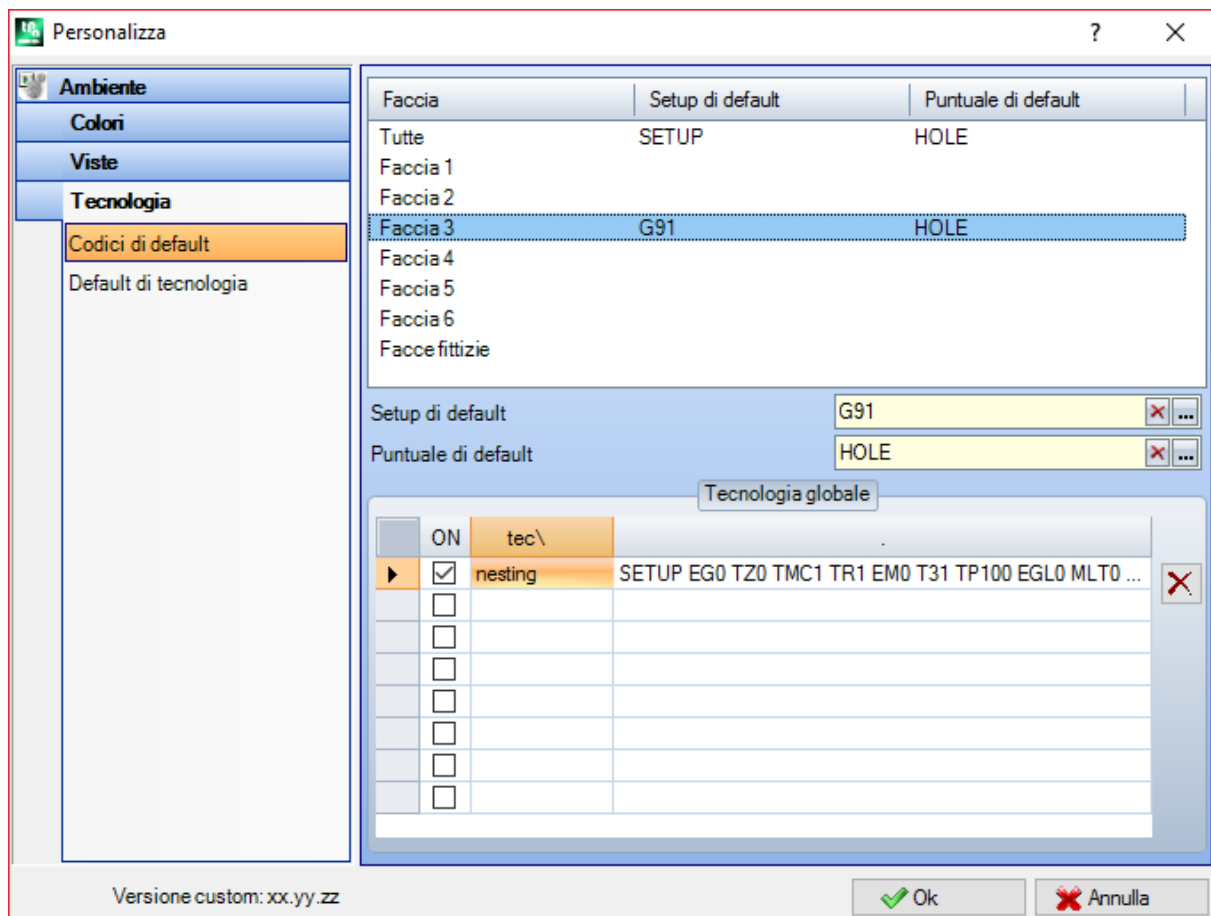 Personalizza ?
Ambiente
Colori
Viste
Tecnologia
Codici di default
Default di tecnologia
Faccia Setup di default Puntuale di default
Tutte SETUP HOLE
Faccia 1
Faccia 2
Faccia 3 G91 HOLE
Faccia 4
Faccia 5
Faccia 6
Facce fittizie
Setup di default G91 ...
Puntuale di default HOLE ...
Tecnologia globale
ON tec\ .
nesting SETUP EG0 TZ0 TMC1 TR1 EM0 T31 TP100 EGL0 MLT0 ...
Versione custom: xx.yy.zz
Ok
Annulla